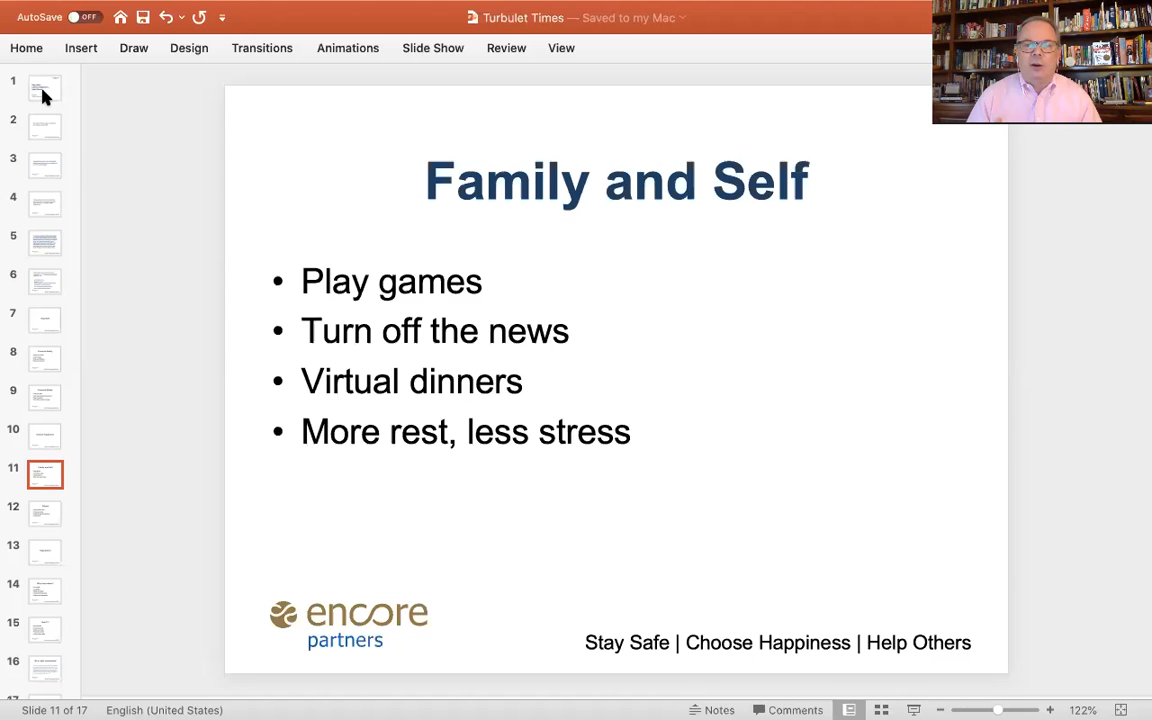 AutoSave OFF
Turbulet Times — Saved to my Mac
Home Insert Draw Design Transitions Animations Slide Show Review View
1
2
3
4
5
6
7
8
9
10
11
12
13
14
15
16
Family and Self
• Play games
• Turn off the news
• Virtual dinners
• More rest, less stress
encore
partners
Stay Safe | Choose Happiness | Help Others
Slide 11 of 17 English (United States) Notes Comments 122%